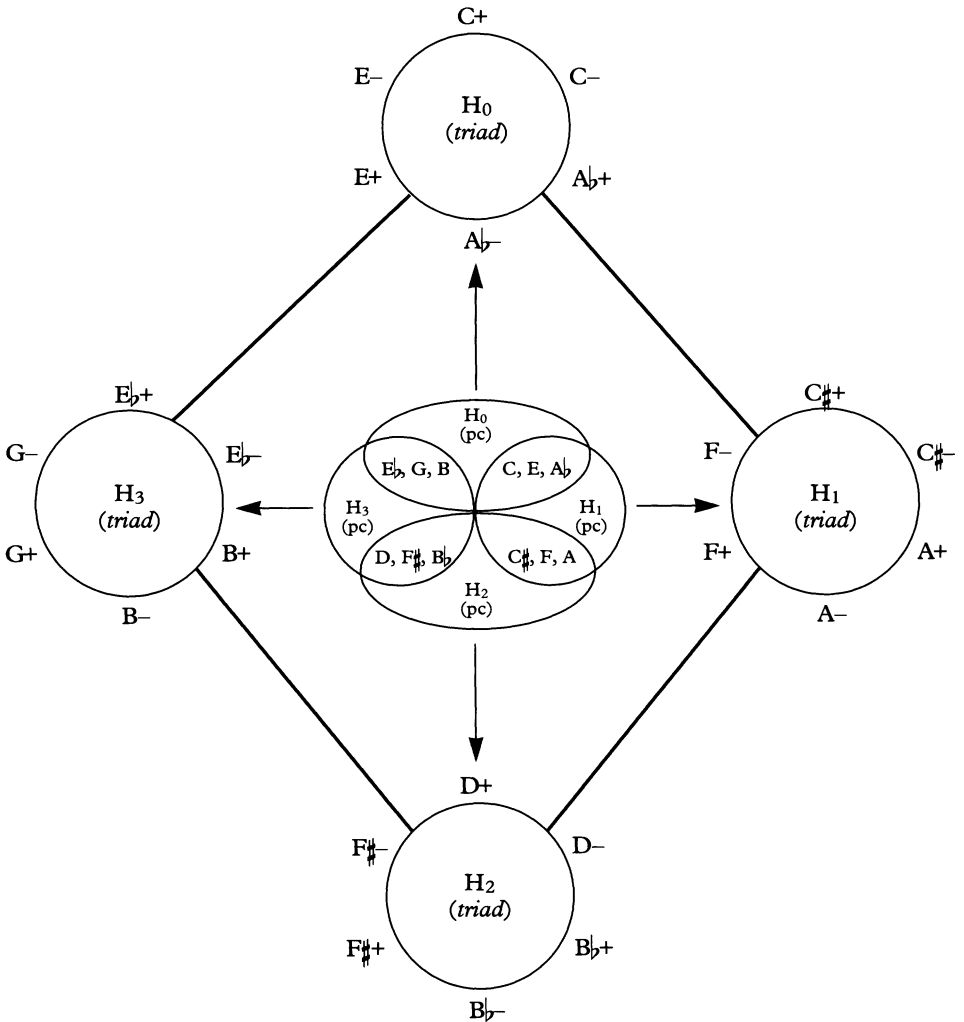 C+
E–
C–
H0
(triad)
E+
A♭+
A♭–
E♭+
C♯+
H0
(pc)
G–
E♭–
F–
C♯–
E♭, G, B
C, E, A♭
H3
(triad)
H3
(pc)
H1
(pc)
H1
(triad)
G+
B+
D, F♯, B♭
C♯, F, A
F+
A+
H2
(pc)
B–
A–
D+
F♯–
D–
H2
(triad)
F♯+
B♭+
B♭–